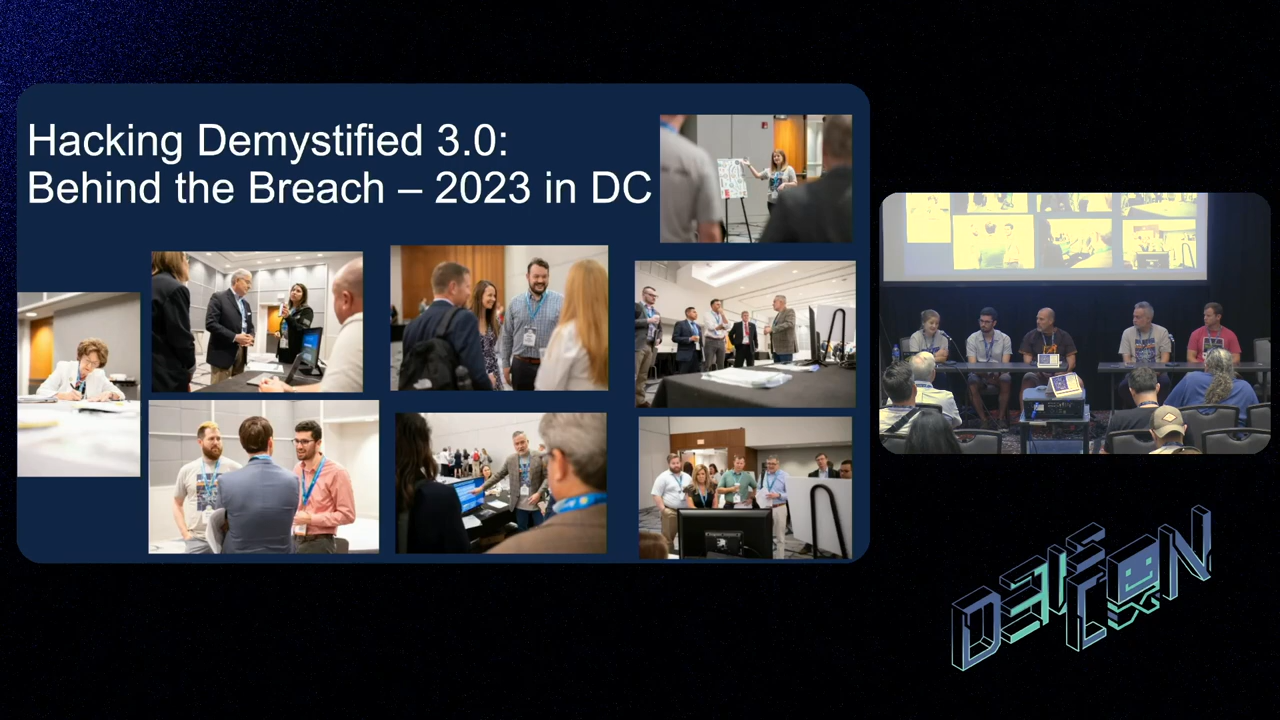 Hacking Demystified 3.0:
Behind the Breach – 2023 in DC
DEF CON